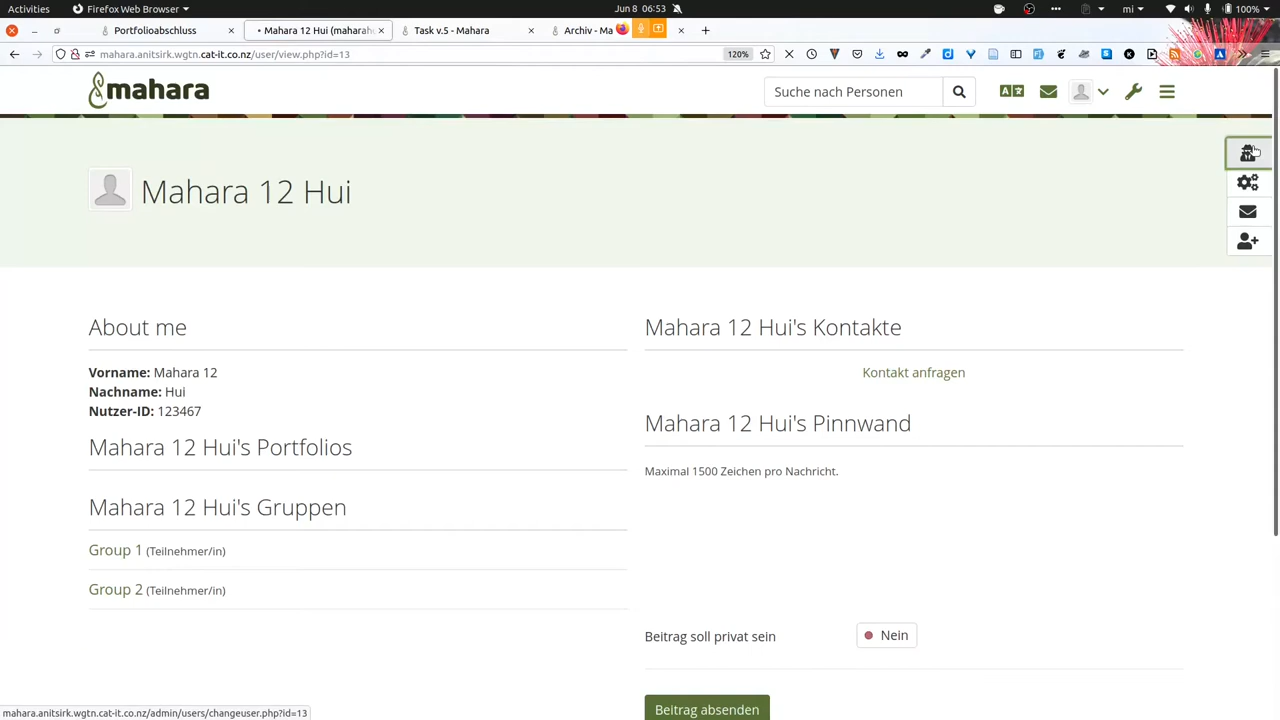 Activities
Firefox Web Browser
Jun 8 06:53
mi
100%
Portfolioabschluss
Mahara 12 Hui (mahara
Task v.5 - Mahara
Archiv - Ma
mahara.anitsirk.wgtn.cat-it.co.nz/user/view.php?id=13
120%
mahara
Suche nach Personen
Mahara 12 Hui
About me
Vorname: Mahara 12
Nachname: Hui
Nutzer-ID: 123467
Mahara 12 Hui's Portfolios
Mahara 12 Hui's Gruppen
Group 1 (Teilnehmer/in)
Group 2 (Teilnehmer/in)
Mahara 12 Hui's Kontakte
Kontakt anfragen
Mahara 12 Hui's Pinnwand
Maximal 1500 Zeichen pro Nachricht.
Beitrag soll privat sein
Nein
Beitrag absenden
mahara.anitsirk.wgtn.cat-it.co.nz/admin/users/changeuser.php?id=13